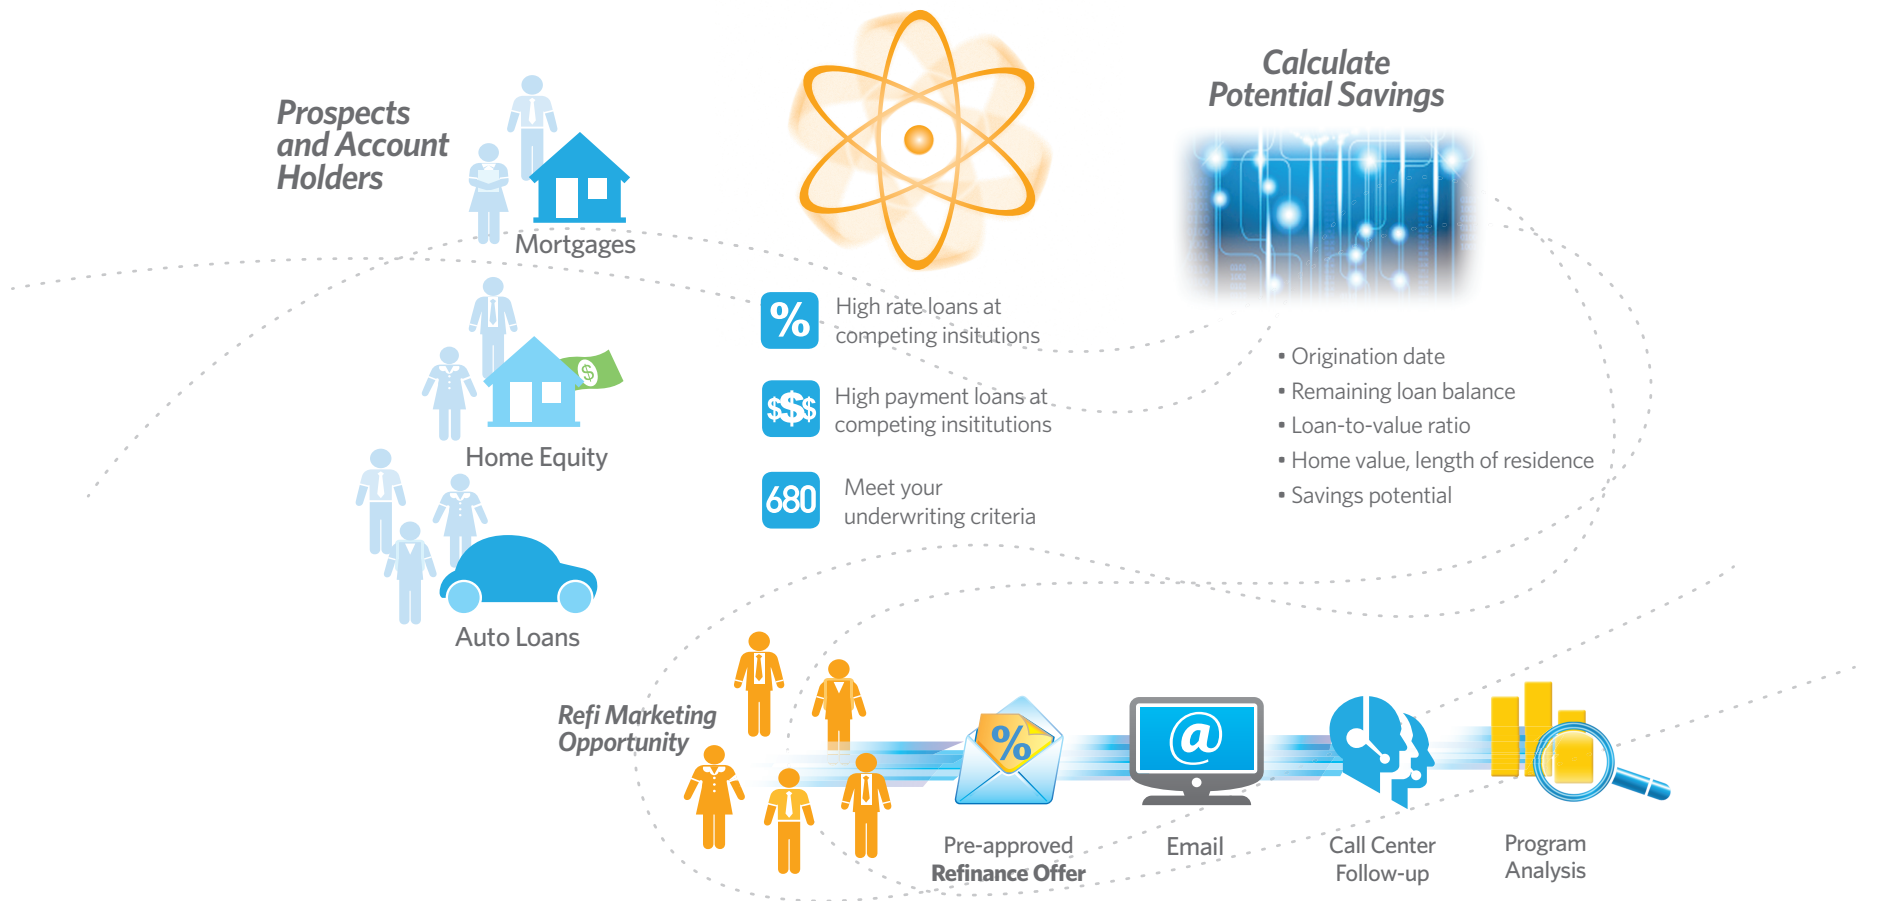 Prospects
and Account
Holders
Mortgages
$
Home Equity
Auto Loans
%
High rate loans at
competing insitutions
$$$
High payment loans at
competing insititutions
680
Meet your
underwriting criteria
Calculate
Potential Savings
• Origination date
• Remaining loan balance
• Loan-to-value ratio
• Home value, length of residence
• Savings potential
Refi Marketing
Opportunity
%
Pre-approved
Refinance Offer
@
Email
Call Center
Follow-up
Program
Analysis